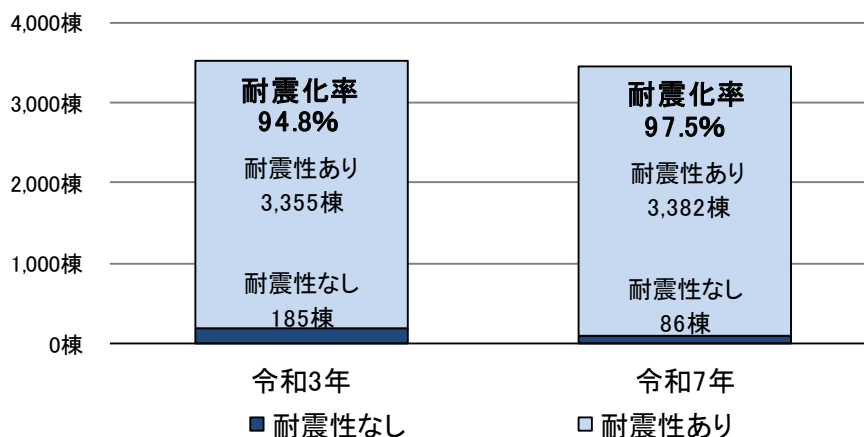 4,000棟
3,000棟
2,000棟
1,000棟
0棟
耐震化率
94.8%
耐震性あり
3,355棟
耐震性なし
185棟
耐震化率
97.5%
耐震性あり
3,382棟
耐震性なし
86棟
令和3年
令和7年
耐震性なし
耐震性あり